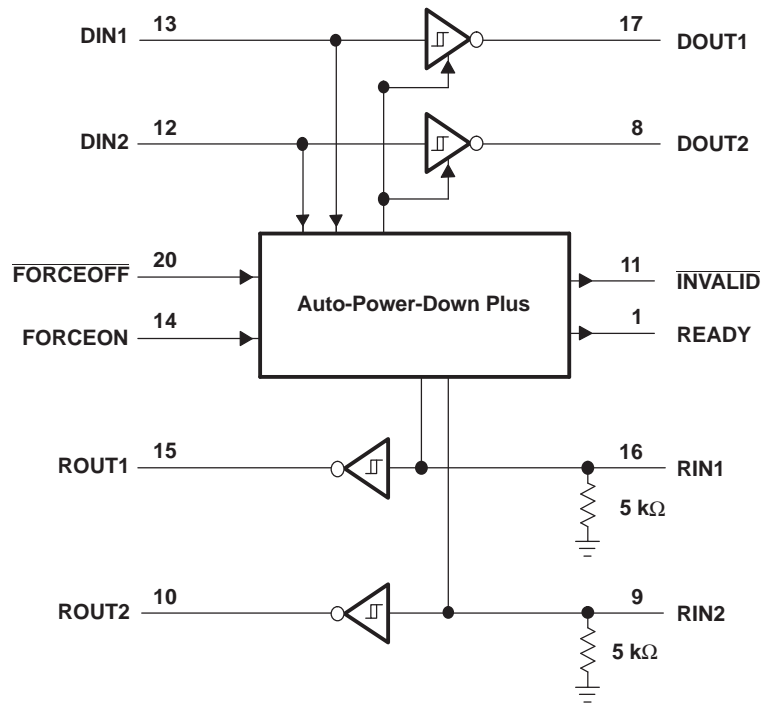 DIN1 13 17 DOUT1
DIN2 12 8 DOUT2
FORCEOFF 20 11 INVALID
Auto-Power-Down Plus
FORCEON 14 1 READY
ROUT1 15 16 RIN1
5 kΩ
ROUT2 10 9 RIN2
5 kΩ